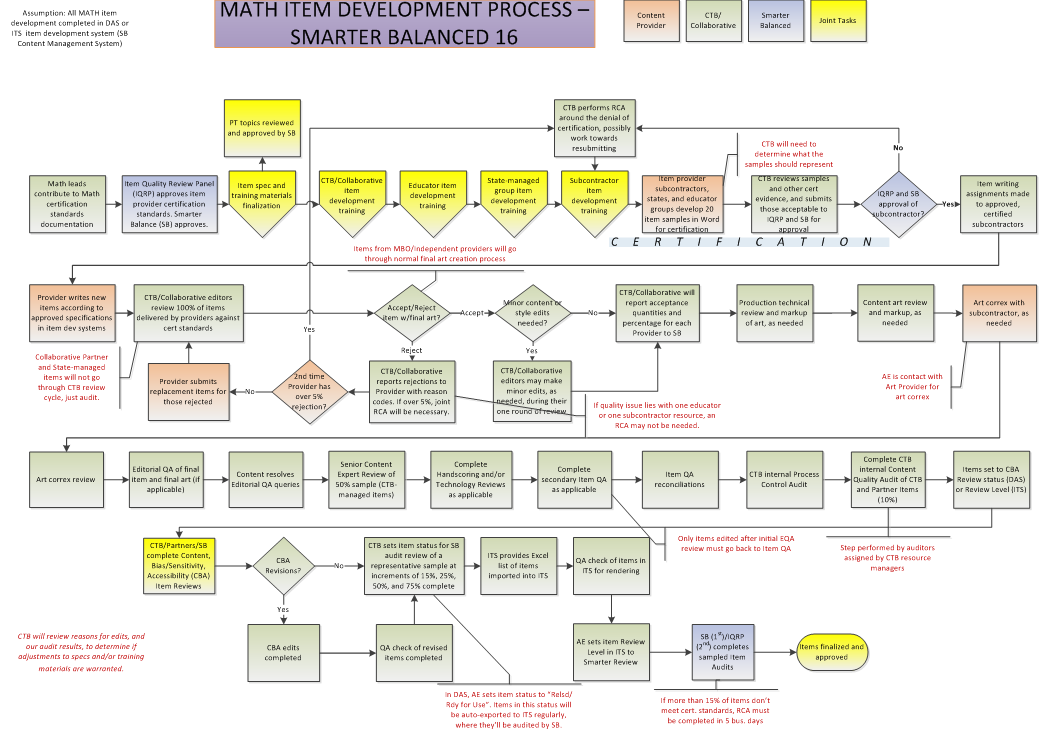 Assumption: All MATH item
development completed in DAS or
ITS item development system (SB
Content Management System)
MATH ITEM DEVELOPMENT PROCESS –
SMARTER BALANCED 16
Content
Provider
CTB/
Collaborative
Smarter
Balanced
Joint Tasks
PT topics reviewed
and approved by SB
CTB performs RCA
around the denial of
certification, possibly
work towards
resubmitting
CTB will need to
determine what the
samples should represent
No
Math leads
contribute to Math
certification
standards
documentation
Item Quality Review Panel
(IQRP) approves item
provider certification
standards. Smarter
Balance (SB) approves.
Item spec and
training materials
finalization
CTB/Collaborative
item
development
training
Educator item
development
training
State-managed
group item
development
training
Subcontractor
item
development
training
Item provider
subcontractors,
states, and educator
groups develop 20
item samples in Word
for certification
CTB reviews samples
and other cert
evidence, and submits
those acceptable to
IQRP and SB for
approval
IQRP and SB
approval of
subcontractor?
Yes
Item writing
assignments made
to approved,
certified
subcontractors
C E R T I F I C A T I O N
Items from MBO/Independent providers will go
through normal final art creation process
Provider writes new
items according to
approved specifications
in item dev systems
CTB/Collaborative editors
review 100% of items
delivered by providers against
cert standards
Yes
Accept/Reject
item w/final art?
Accept
Minor content or
style edits
needed?
No
CTB/Collaborative will
report acceptance
quantities and
percentage for each
Provider to SB
Production technical
review and markup
of art, as needed
Content art review
and markup, as
needed
Art correx with
subcontractor, as
needed
Reject
Yes
Collaborative Partner
and State-managed
items will not go
through CTB review
cycle, just audit.
Provider submits
replacement items for
those rejected
No
2nd time
Provider has
over 5%
rejection?
CTB/Collaborative
reports rejections to
Provider with reason
codes. If over 5%, joint
RCA will be necessary.
CTB/Collaborative
editors may make
minor edits, as
needed, during their
one round of review
If quality issue lies with one educator
or one subcontractor resource, an
RCA may not be needed.
AE is contact with
Art Provider for
art correx
Art correx review
Editorial QA of final
item and final art (if
applicable)
Content resolves
Editorial QA queries
Senior Content
Expert Review of
50% sample (CTB-
managed items)
Complete
Handscoring and/or
Technology Reviews
as applicable
Complete
secondary Item QA
as applicable
Item QA
reconciliations
CTB internal Process
Control Audit
Complete CTB
internal Content
Quality Audit of CTB
and Partner Items
(10%)
Items set to CBA
Review status (DAS)
or Review Level (ITS)
Only items edited after initial EQA
review must go back to Item QA
Step performed by auditors
assigned by CTB resource
managers
CTB/Partners/SB
complete Content,
Bias/Sensitivity,
Accessibility (CBA)
Item Reviews
CBA
Revisions?
No
CTB sets item status for SB
audit review of a
representative sample at
increments of 15%, 25%,
50%, and 75% complete
ITS provides Excel
list of items
imported into ITS
QA check of items in
ITS for rendering
Yes
CTB will review reasons for edits, and
our audit results, to determine if
adjustments to specs and/or training
materials are warranted.
CBA edits
completed
QA check of revised
items completed
AE sets item Review
Level in ITS to
Smarter Review
SB (1st)/IQRP
(2nd) completes
sampled Item
Audits
Items finalized and
approved
In DAS, AE sets item status to "Relsd/
Rdy for Use". Items in this status will
be auto-exported to ITS regularly,
where they'll be audited by SB.
If more than 15% of items don't
meet cert. standards, RCA must
be completed in 5 bus. days